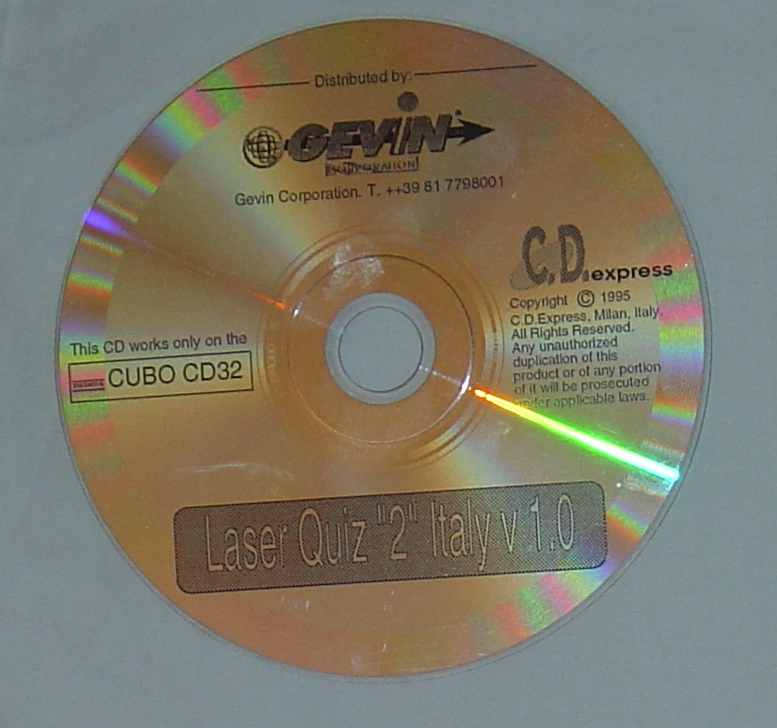 Distributed by:
GEVIN
CORPORATION
Gevin Corporation. T. ++39 81 7798001
C.D.express
Copyright © 1995
C.D.Express, Milan, Italy.
All Rights Reserved.
Any unauthorized
duplication of this
product or of any portion
of it will be prosecuted
under applicable laws.
This CD works only on the
CUBO CD32
Laser Quiz "2" Italy v 1.0